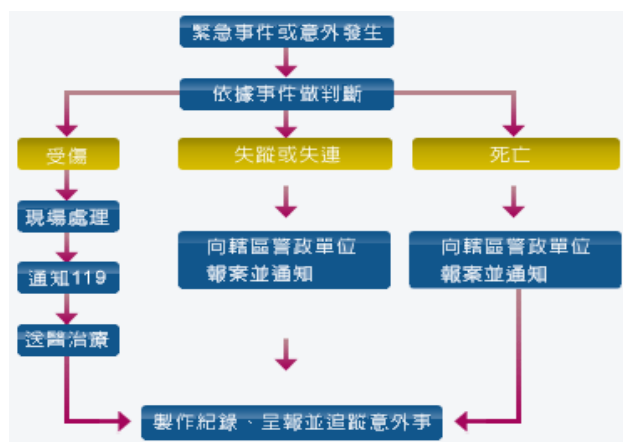 緊急事件或意外發生
依據事件做判斷
受傷
失蹤或失連
死亡
現場處理
向轄區警政單位
報案並通知
向轄區警政單位
報案並通知
通知119
送醫治療
製作紀錄、呈報並追蹤意外事